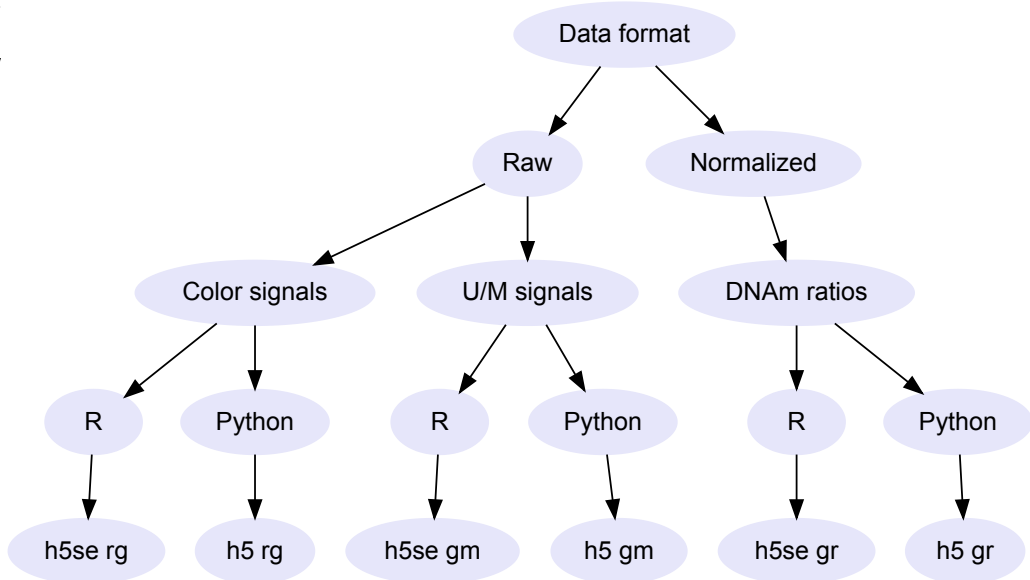 Data format
Raw
Normalized
Color signals
U/M signals
DNAm ratios
R
Python
R
Python
R
Python
h5se rg
h5 rg
h5se gm
h5 gm
h5se gr
h5 gr